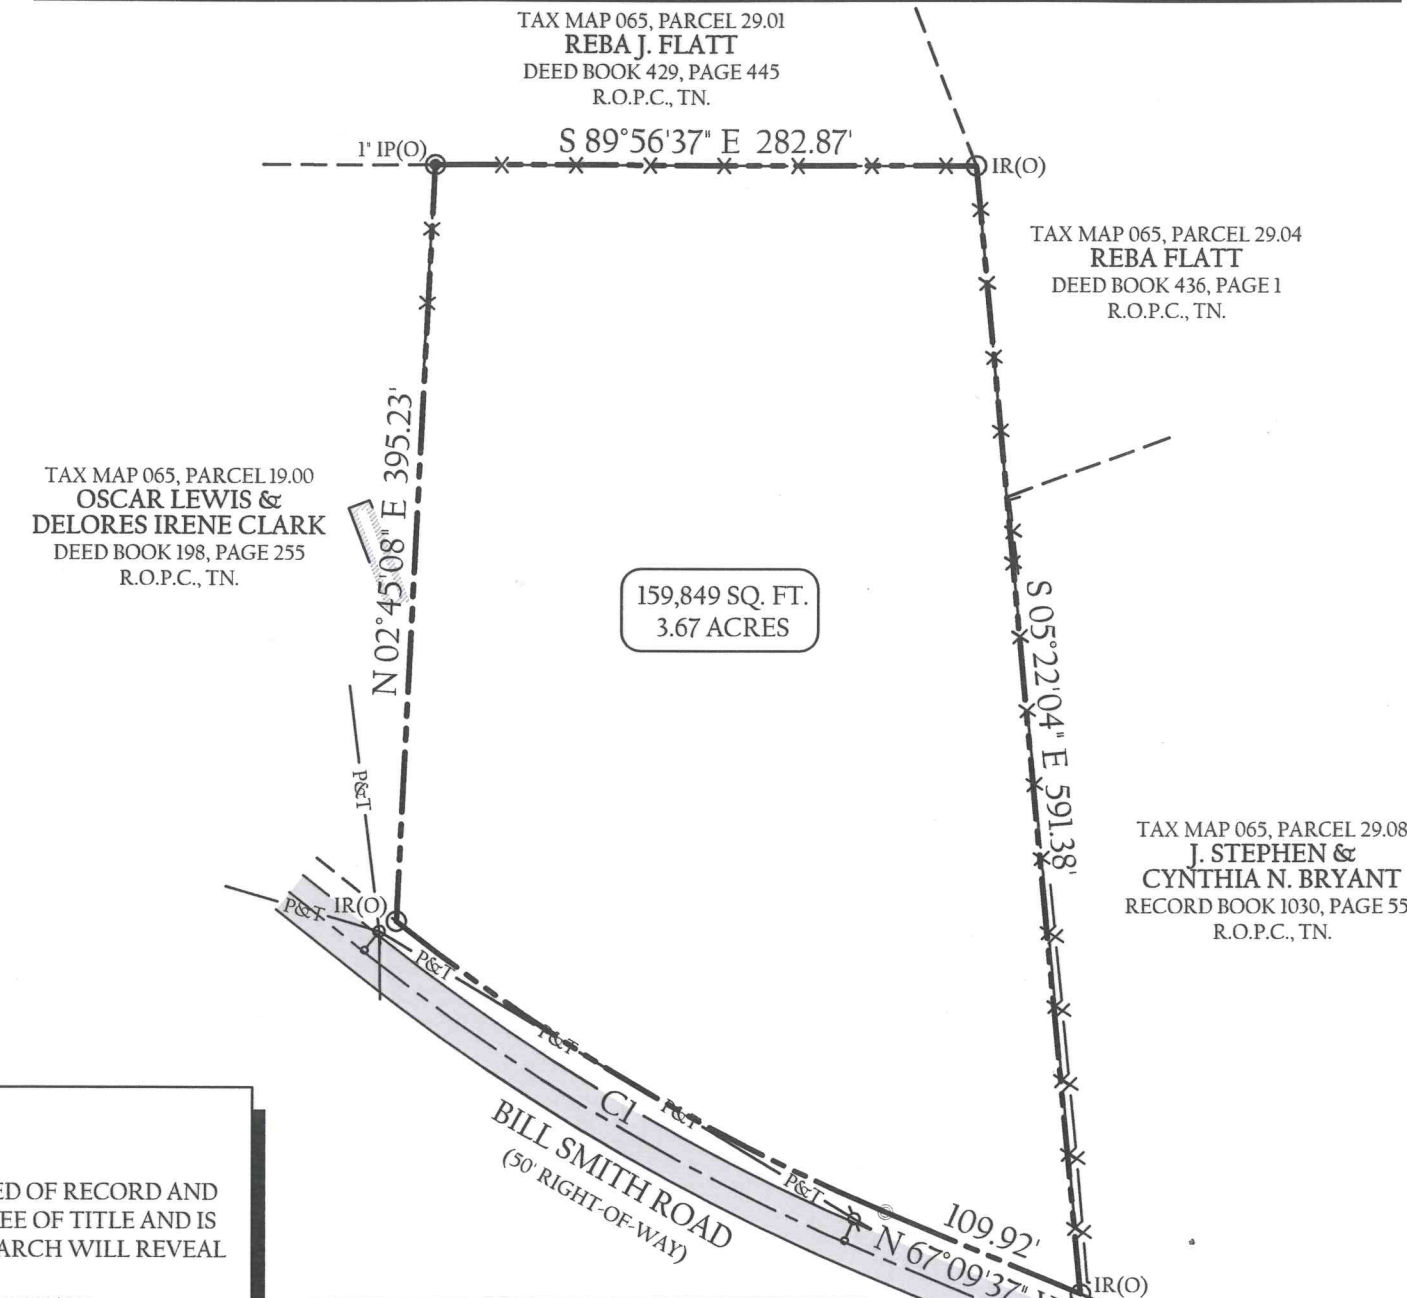 TAX MAP 065, PARCEL 29.01
REBA J. FLATT
DEED BOOK 429, PAGE 445
R.O.P.C., TN.
S 89°56'37" E 282.87'
1" IP(O)
IR(O)
TAX MAP 065, PARCEL 29.04
REBA FLATT
DEED BOOK 436, PAGE 1
R.O.P.C., TN.
N 02°45'08" E 395.23'
TAX MAP 065, PARCEL 19.00
OSCAR LEWIS &
DELORES IRENE CLARK
DEED BOOK 198, PAGE 255
R.O.P.C., TN.
159,849 SQ. FT.
3.67 ACRES
S 05°22'04" E 591.38'
P&T
TAX MAP 065, PARCEL 29.08
J. STEPHEN &
CYNTHIA N. BRYANT
RECORD BOOK 1030, PAGE 55
R.O.P.C., TN.
IR(O)
P&T
P&T
P&T
C1
P&T
BILL SMITH ROAD
(50' RIGHT-OF-WAY)
P&T
109.92'
N 67°09'37"
IR(O)
ED OF RECORD AND
EE OF TITLE AND IS
ARCH WILL REVEAL